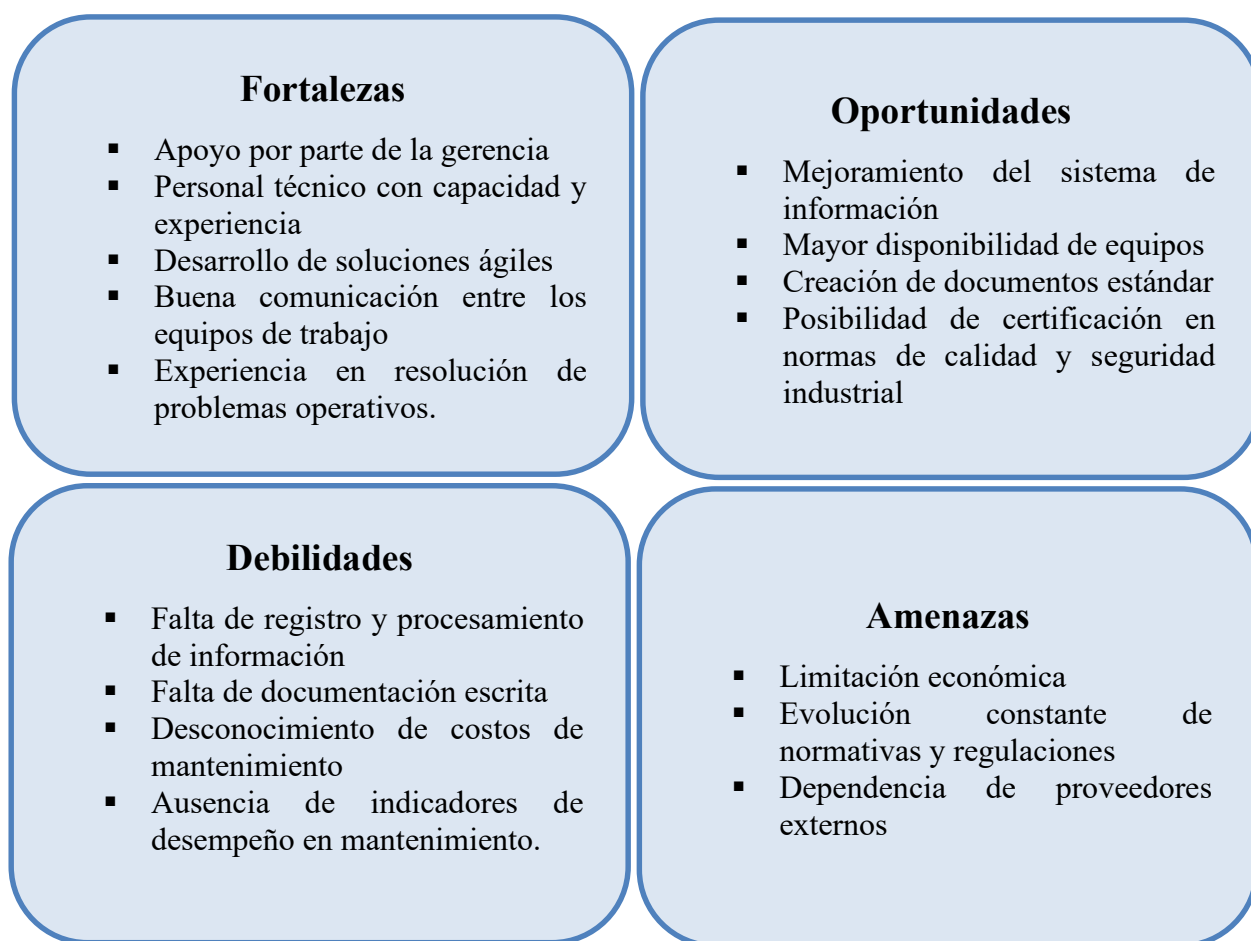 Fortalezas
▪ Apoyo por parte de la gerencia
▪ Personal técnico con capacidad y
experiencia
▪ Desarrollo de soluciones ágiles
▪ Buena comunicación entre los
equipos de trabajo
▪ Experiencia en resolución de
problemas operativos.
Oportunidades
▪ Mejoramiento del sistema de
información
▪ Mayor disponibilidad de equipos
▪ Creación de documentos estándar
▪ Posibilidad de certificación en
normas de calidad y seguridad
industrial
Debilidades
▪ Falta de registro y procesamiento
de información
▪ Falta de documentación escrita
▪ Desconocimiento de costos de
mantenimiento
▪ Ausencia de indicadores de
desempeño en mantenimiento.
Amenazas
▪ Limitación económica
▪ Evolución constante de
normativas y regulaciones
▪ Dependencia de proveedores
externos